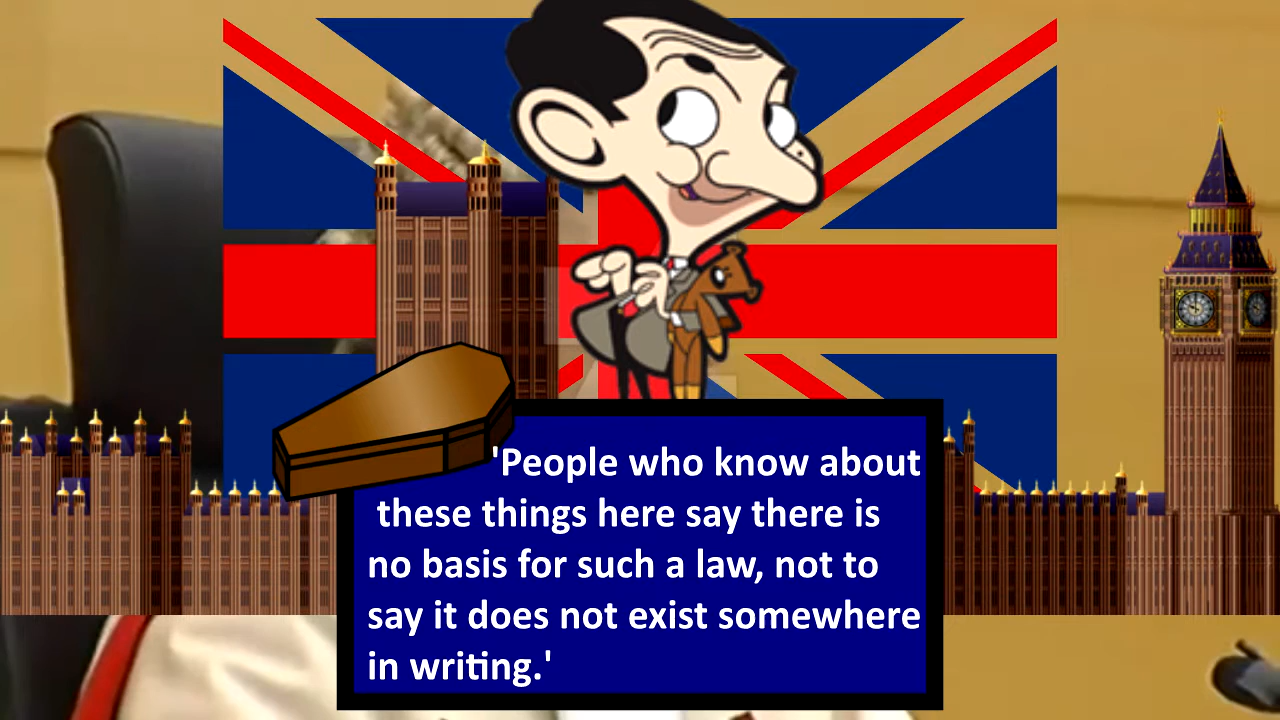 'People who know about
these things here say there is
no basis for such a law, not to
say it does not exist somewhere
in writing.'